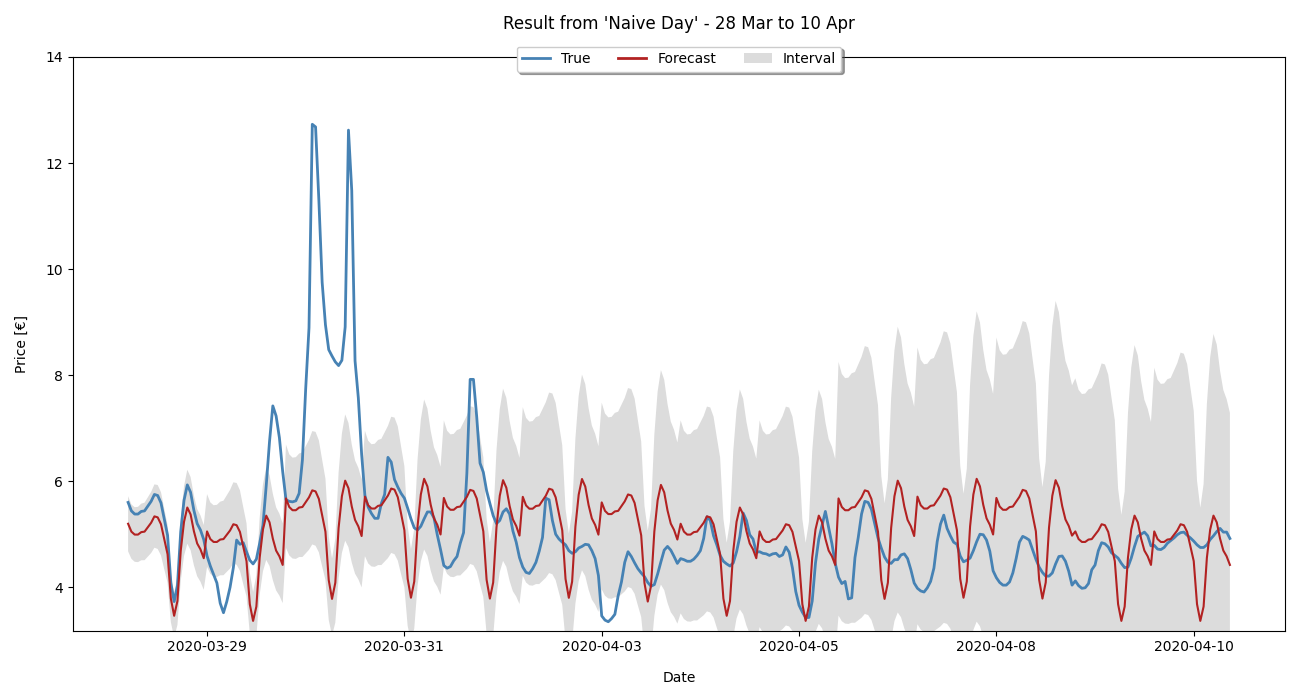 Result from 'Naive Day' - 28 Mar to 10 Apr
True Forecast Interval
14
12
10
8
6
4
Price [€]
2020-03-29 2020-03-31 2020-04-03 2020-04-05 2020-04-08 2020-04-10
Date